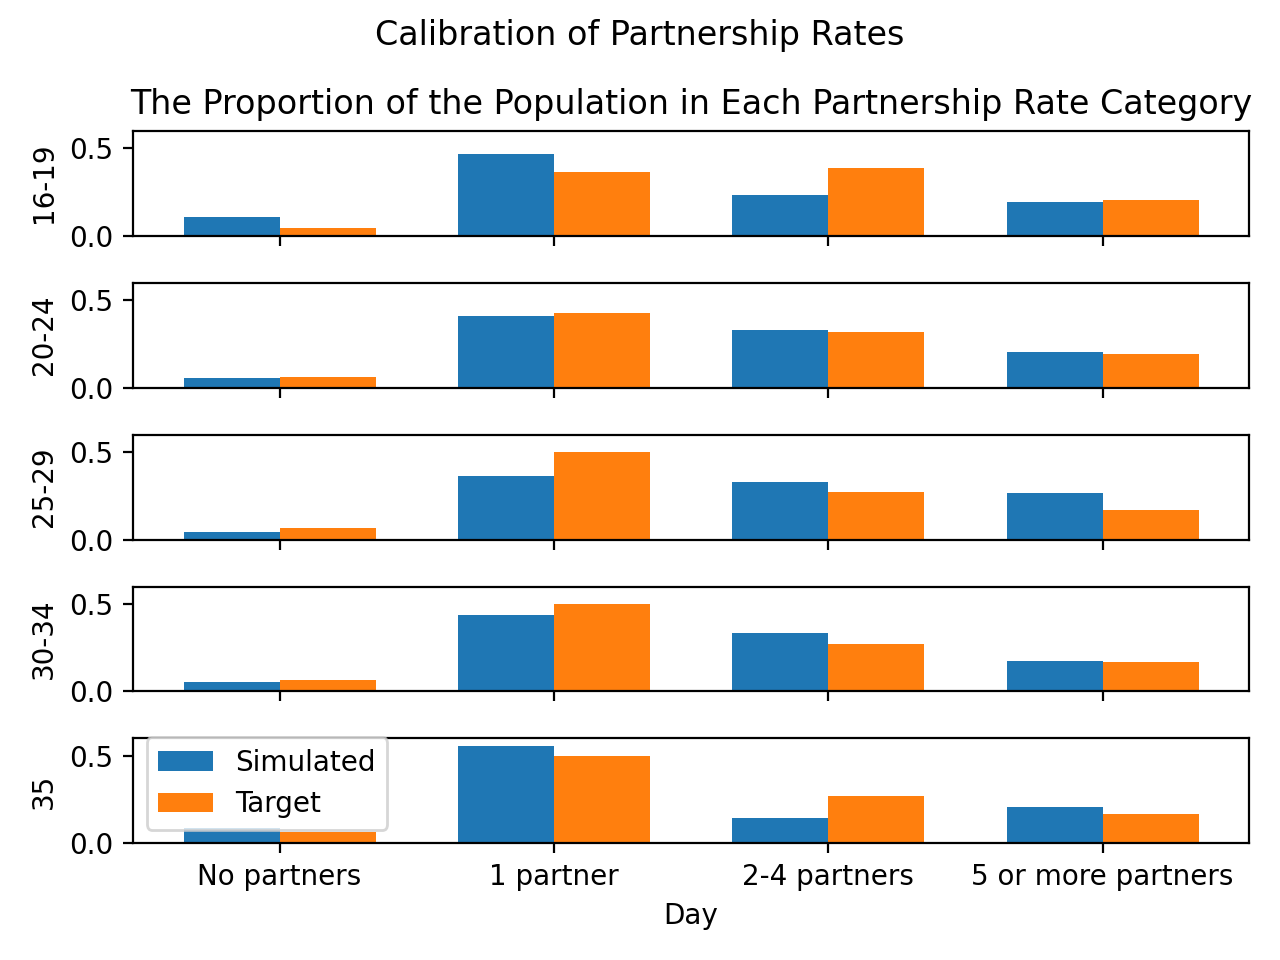 Calibration of Partnership Rates
The Proportion of the Population in Each Partnership Rate Category
16-19
0.5
0.0
20-24
0.5
0.0
25-29
0.5
0.0
30-34
0.5
0.0
35
0.5
0.0
Simulated
Target
No partners 1 partner 2-4 partners 5 or more partners
Day